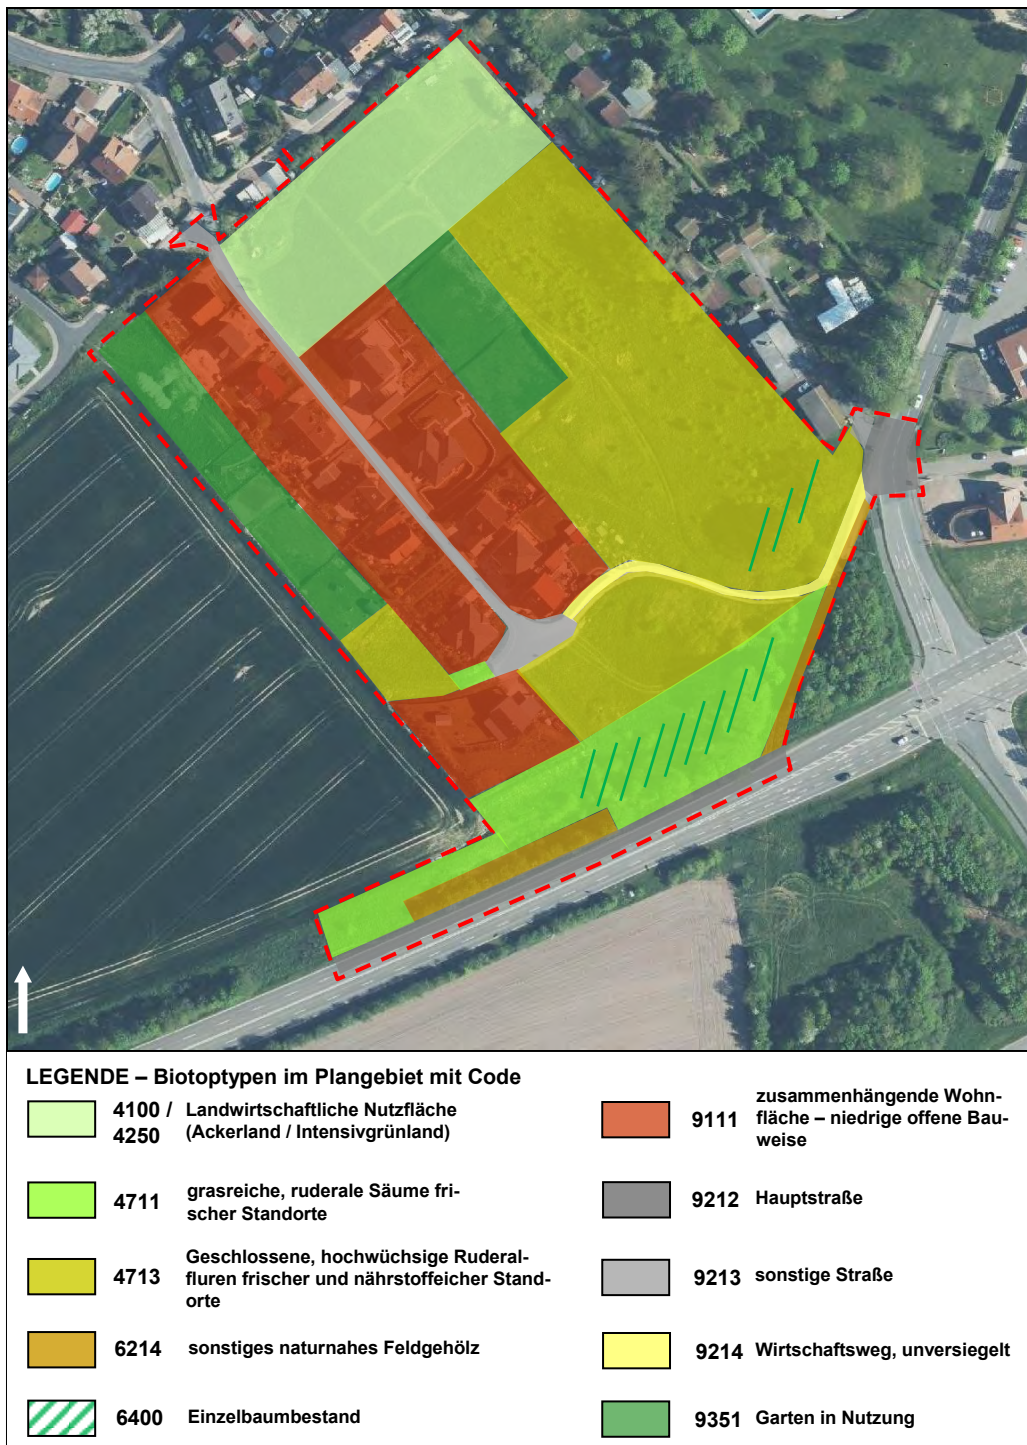 LEGENDE – Biotoptypen im Plangebiet mit Code
4100 / 4250
Landwirtschaftliche Nutzfläche
(Ackerland / Intensivgrünland)
4711
grasreiche, ruderale Säume fri-
scher Standorte
4713
Geschlossene, hochwüchsige Ruderal-
fluren frischer und nährstoffeicher Stand-
orte
6214
sonstiges naturnahes Feldgehölz
6400
Einzelbaumbestand
9111
zusammenhängende Wohn-
fläche – niedrige offene Bau-
weise
9212
Hauptstraße
9213
sonstige Straße
9214
Wirtschaftsweg, unversiegelt
9351
Garten in Nutzung